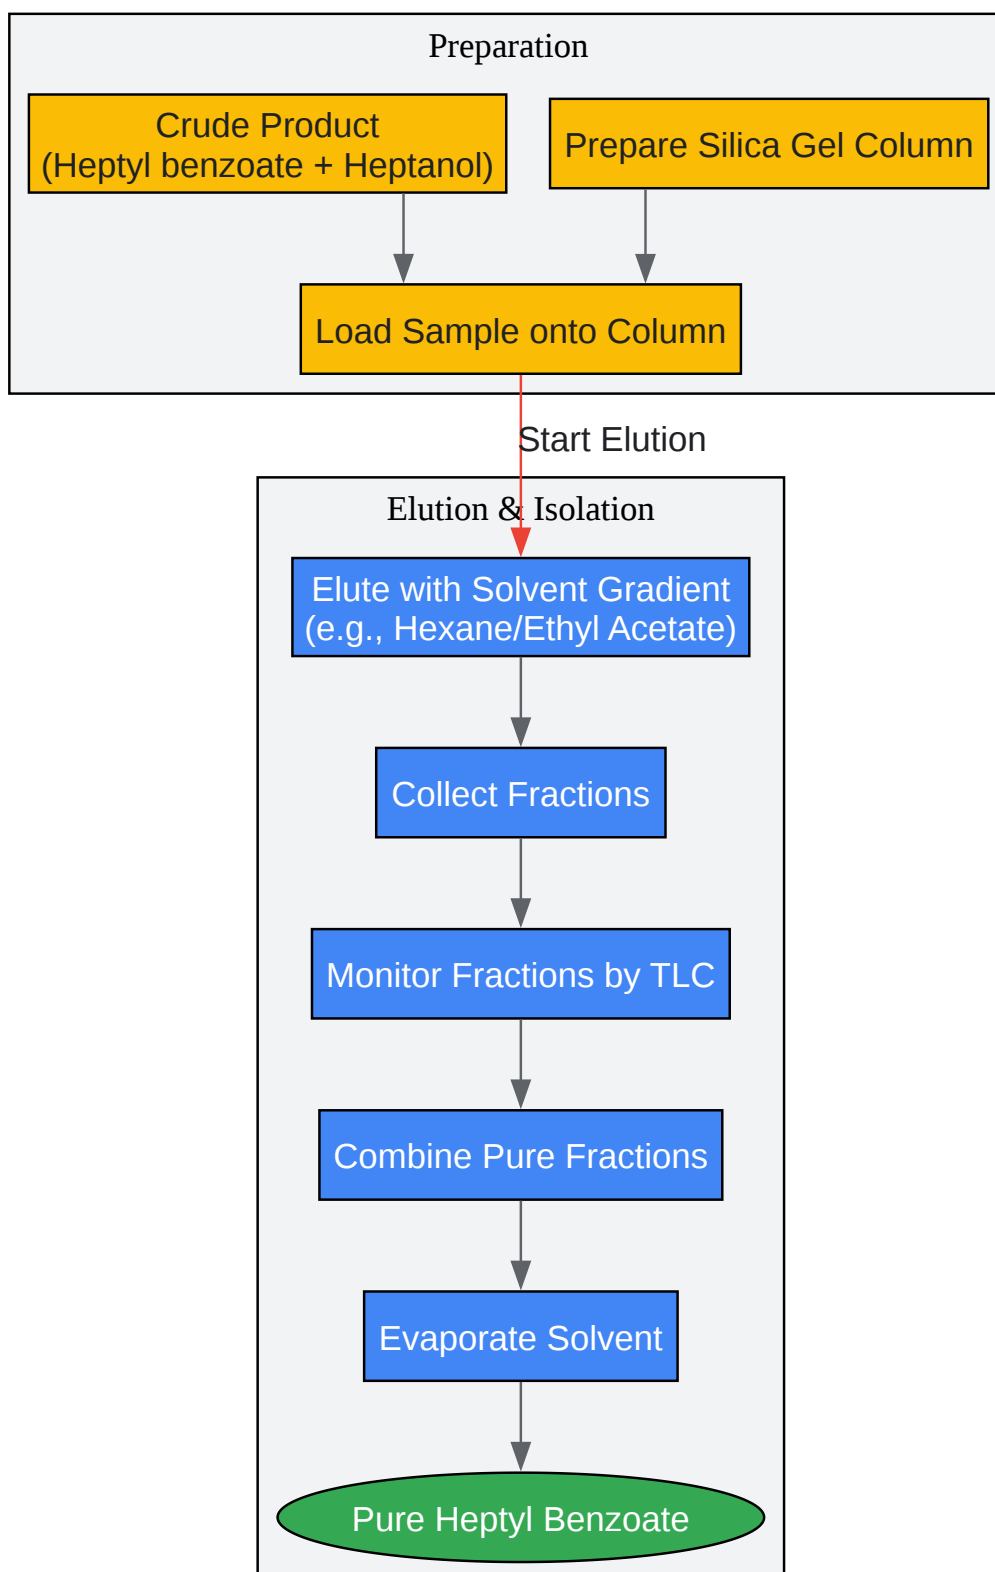 Preparation
Crude Product
(Heptyl benzoate + Heptanol)
Prepare Silica Gel Column
Load Sample onto Column
Start Elution
Elution & Isolation
Elute with Solvent Gradient
(e.g., Hexane/Ethyl Acetate)
Collect Fractions
Monitor Fractions by TLC
Combine Pure Fractions
Evaporate Solvent
Pure Heptyl Benzoate